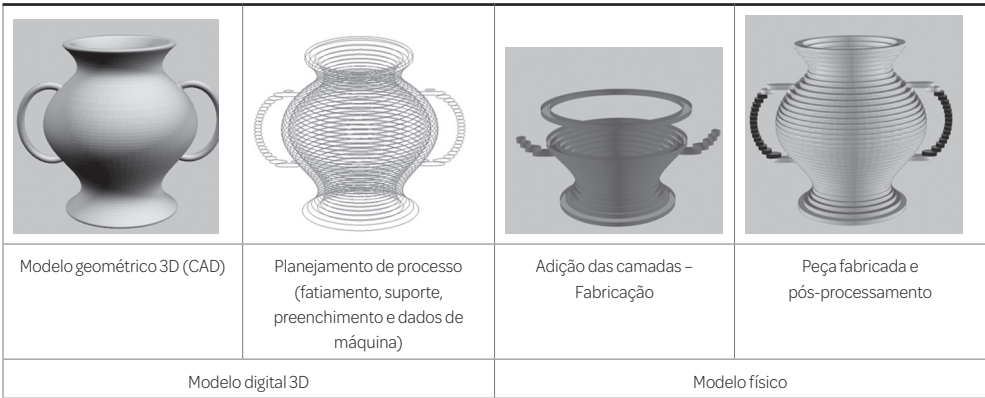 Modelo geométrico 3D (CAD)
Planejamento de processo
(fatiamento, suporte,
preenchimento e dados de
máquina)
Adição das camadas –
Fabricação
Peça fabricada e
pós-processamento
Modelo digital 3D
Modelo físico